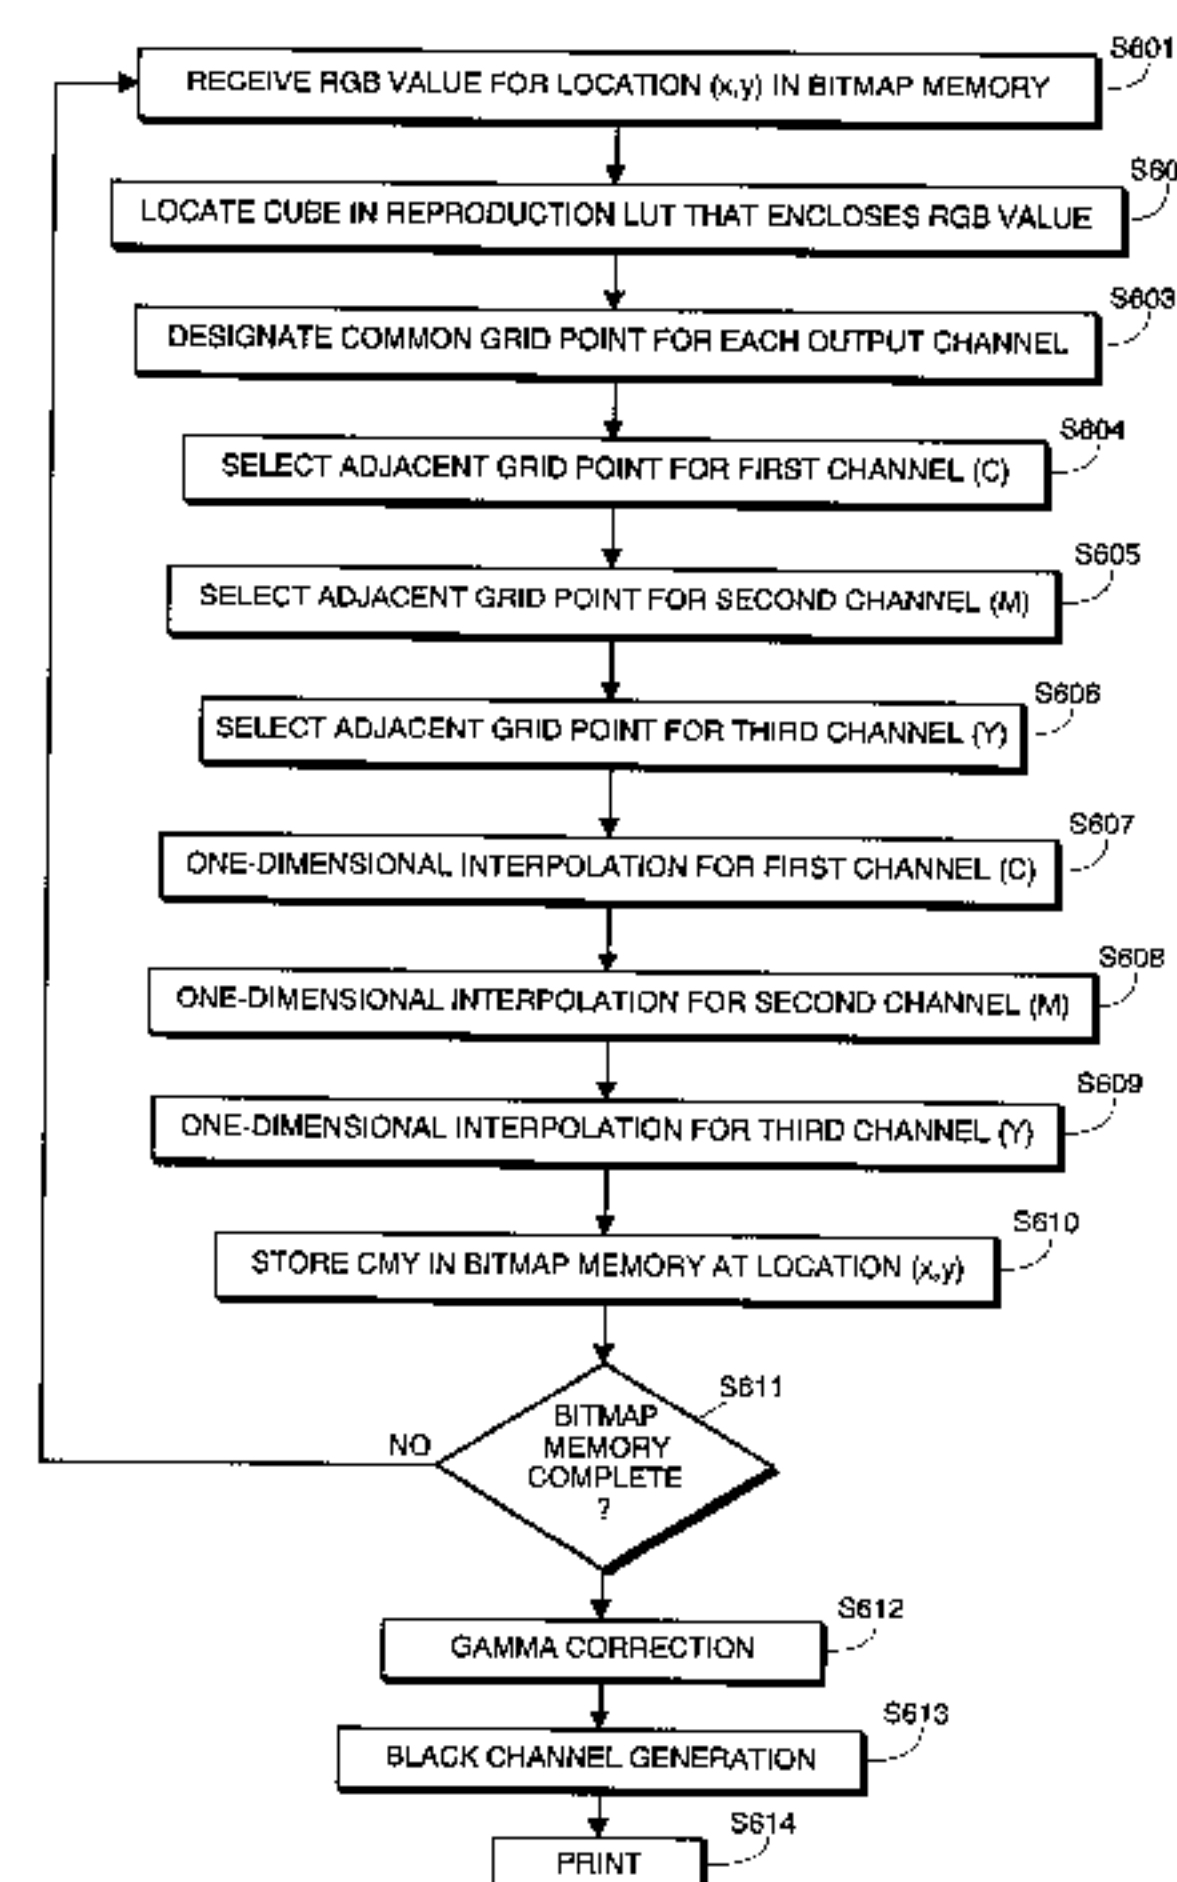 S601
RECEIVE RGB VALUE FOR LOCATION (x,y) IN BITMAP MEMORY
S60
LOCATE CUBE IN REPRODUCTION LUT THAT ENCLOSES RGB VALUE
S603
DESIGNATE COMMON GRID POINT FOR EACH OUTPUT CHANNEL
S604
SELECT ADJACENT GRID POINT FOR FIRST CHANNEL (C)
S605
SELECT ADJACENT GRID POINT FOR SECOND CHANNEL (M)
S606
SELECT ADJACENT GRID POINT FOR THIRD CHANNEL (Y)
S607
ONE-DIMENSIONAL INTERPOLATION FOR FIRST CHANNEL (C)
S608
ONE-DIMENSIONAL INTERPOLATION FOR SECOND CHANNEL (M)
S609
ONE-DIMENSIONAL INTERPOLATION FOR THIRD CHANNEL (Y)
S610
STORE CMY IN BITMAP MEMORY AT LOCATION (x,y)
S611
NO
BITMAP
MEMORY
COMPLETE
?
S612
GAMMA CORRECTION
S613
BLACK CHANNEL GENERATION
S614
PRINT